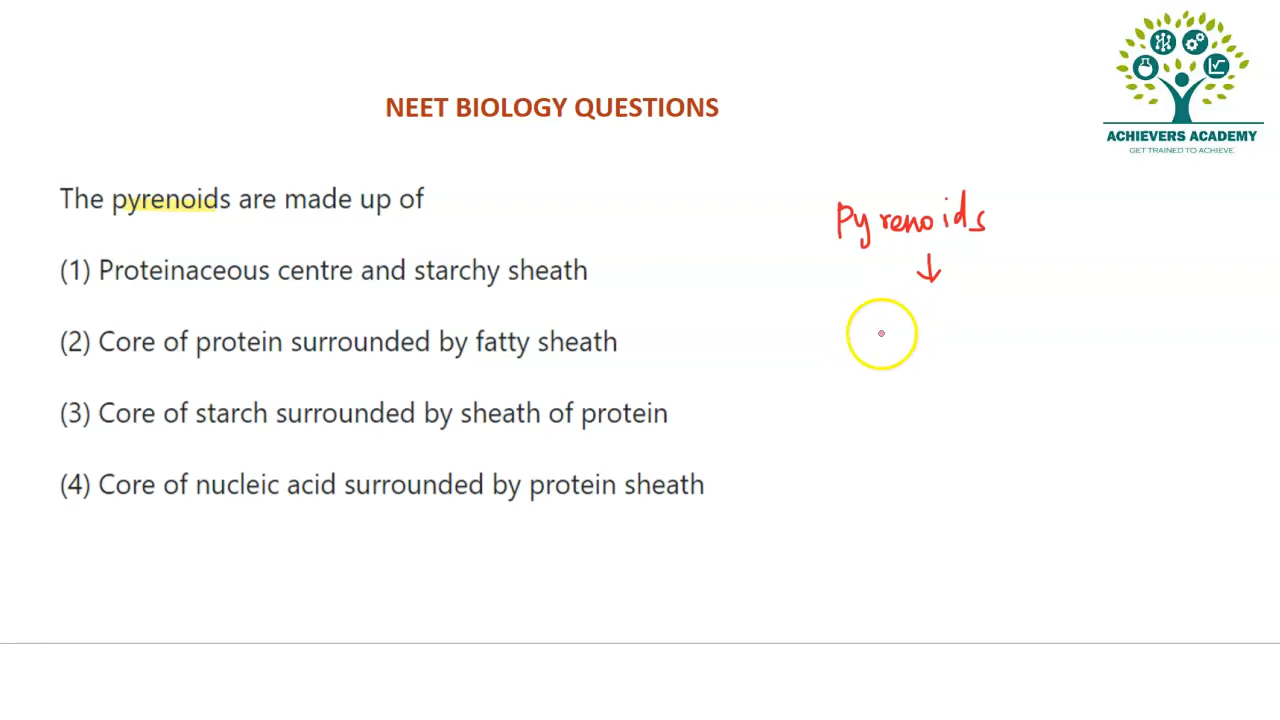 ACHIEVERS ACADEMY
GET TRAINED TO ACHIEVE
NEET BIOLOGY QUESTIONS
The pyrenoids are made up of
Pyrenoids
(1) Proteinaceous centre and starchy sheath
(2) Core of protein surrounded by fatty sheath
(3) Core of starch surrounded by sheath of protein
(4) Core of nucleic acid surrounded by protein sheath